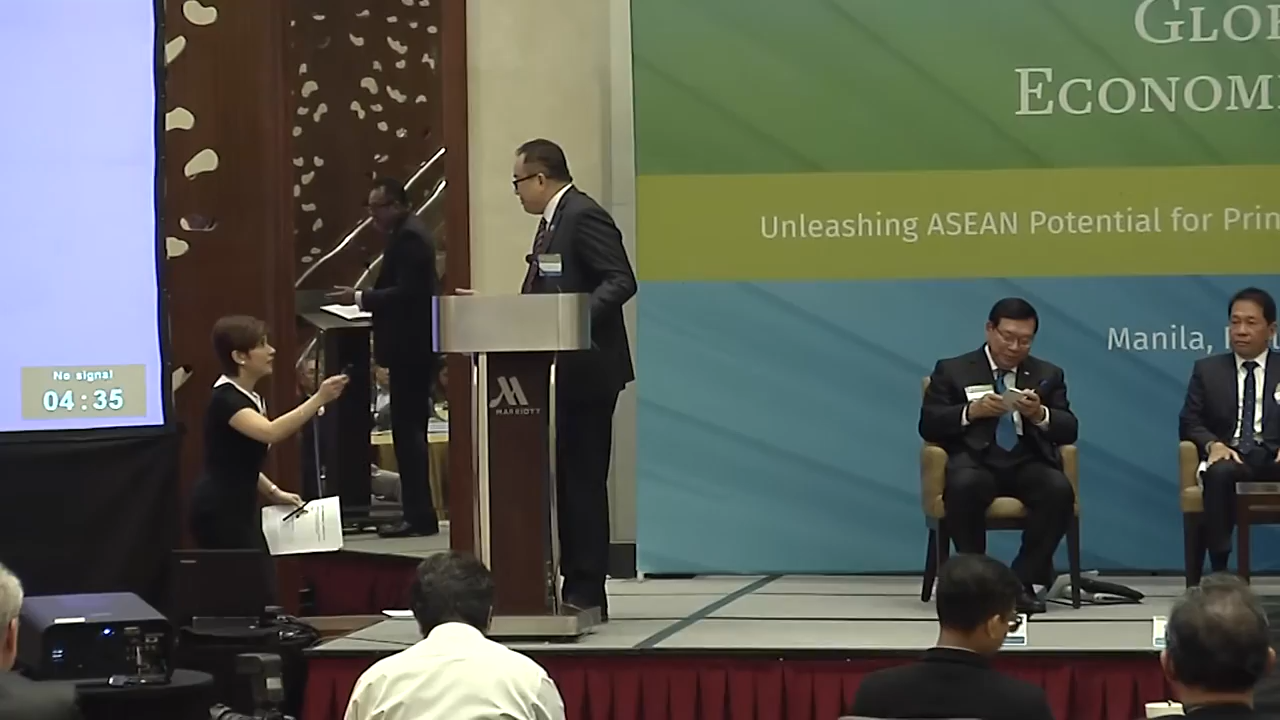 GLO
ECONOM
Unleashing ASEAN Potential for Prin
Manila,
No signal
04:35
MARRIOTT